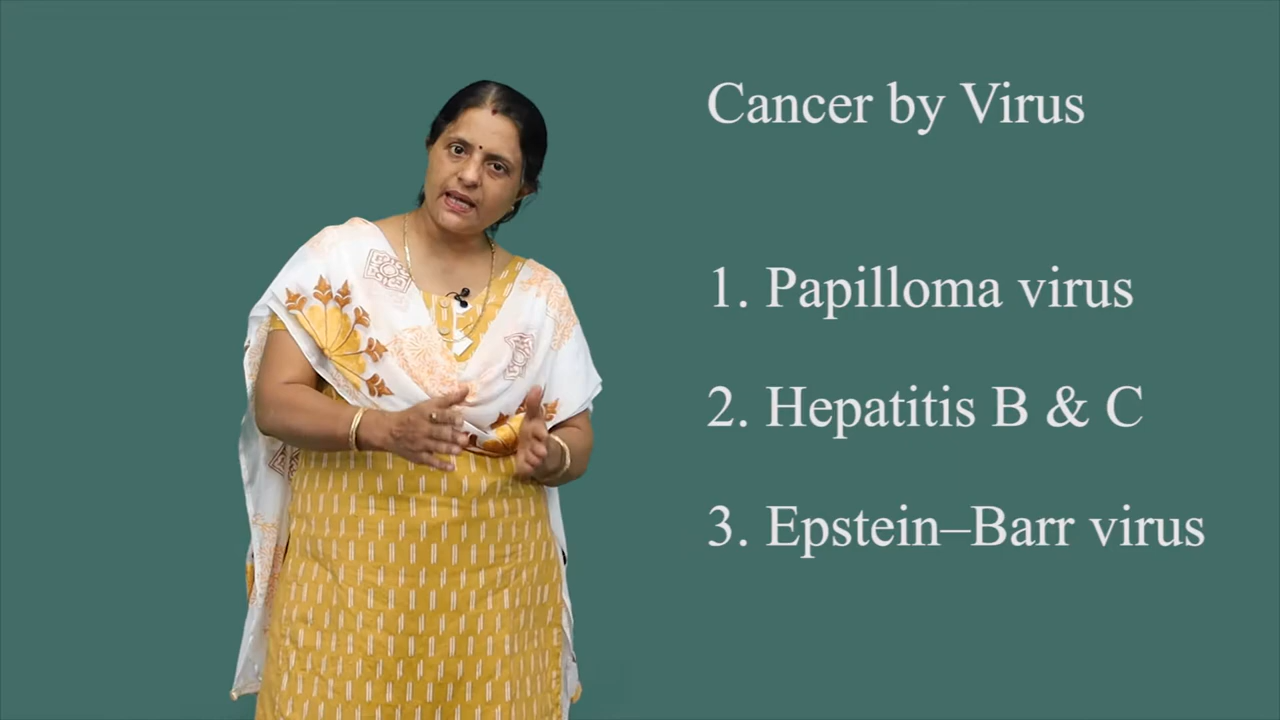 Cancer by Virus
1. Papilloma virus
2. Hepatitis B & C
3. Epstein–Barr virus